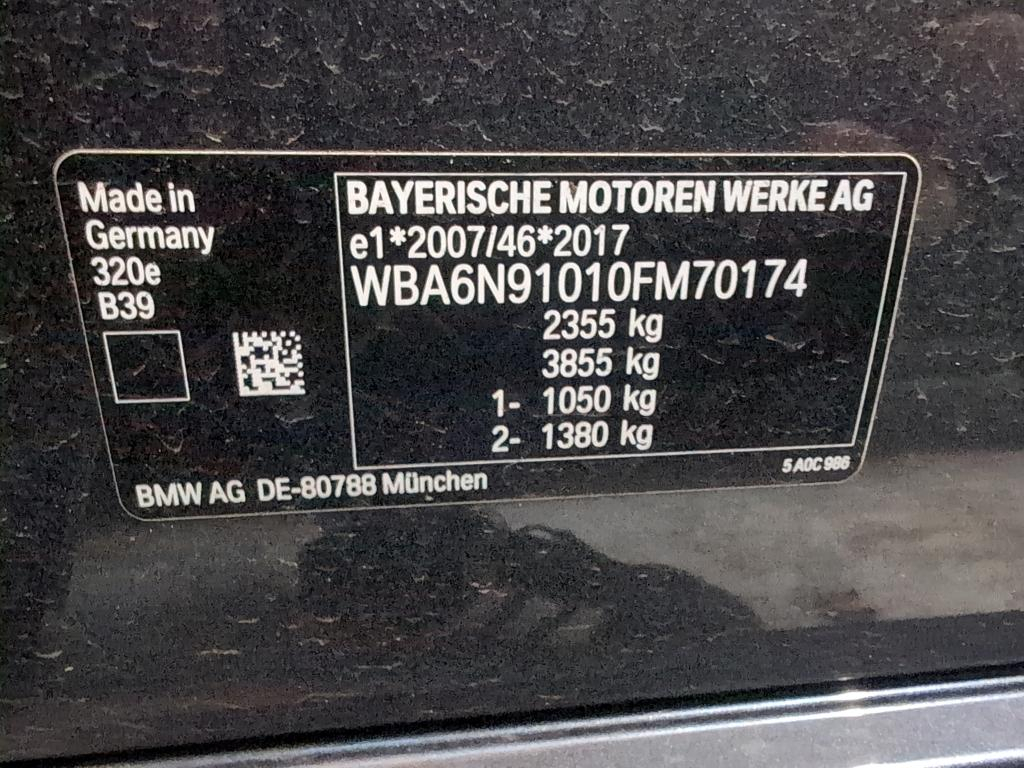 Made in
Germany
320e
B39
BAYERISCHE MOTOREN WERKE AG
e1*2007/46*2017
WBA6N91010FM70174
2355 kg
3855 kg
1- 1050 kg
2- 1380 kg
5 A0C 986
BMW AG DE-80788 München